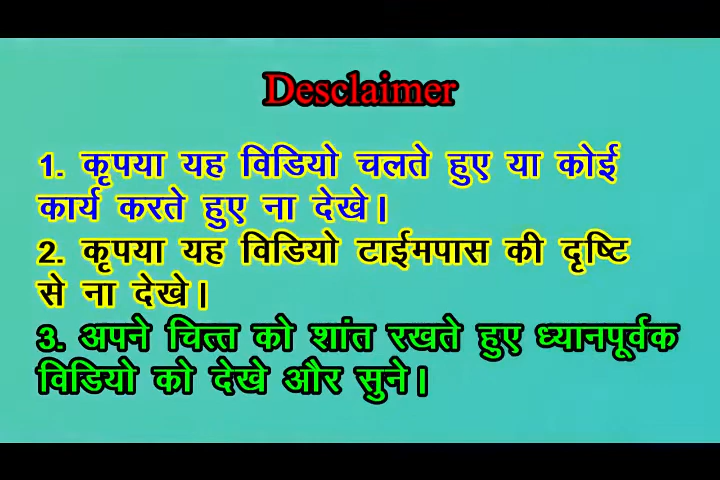 Desclaimer
1. कृपया यह विडियो चलते हुए या कोई
कार्य करते हुए ना देखे।
2. कृपया यह विडियो टाईमपास की दृष्टि
से ना देखे।
3. अपने चित्त को शांत रखते हुए ध्यानपूर्वक
विडियो को देखे और सुने।